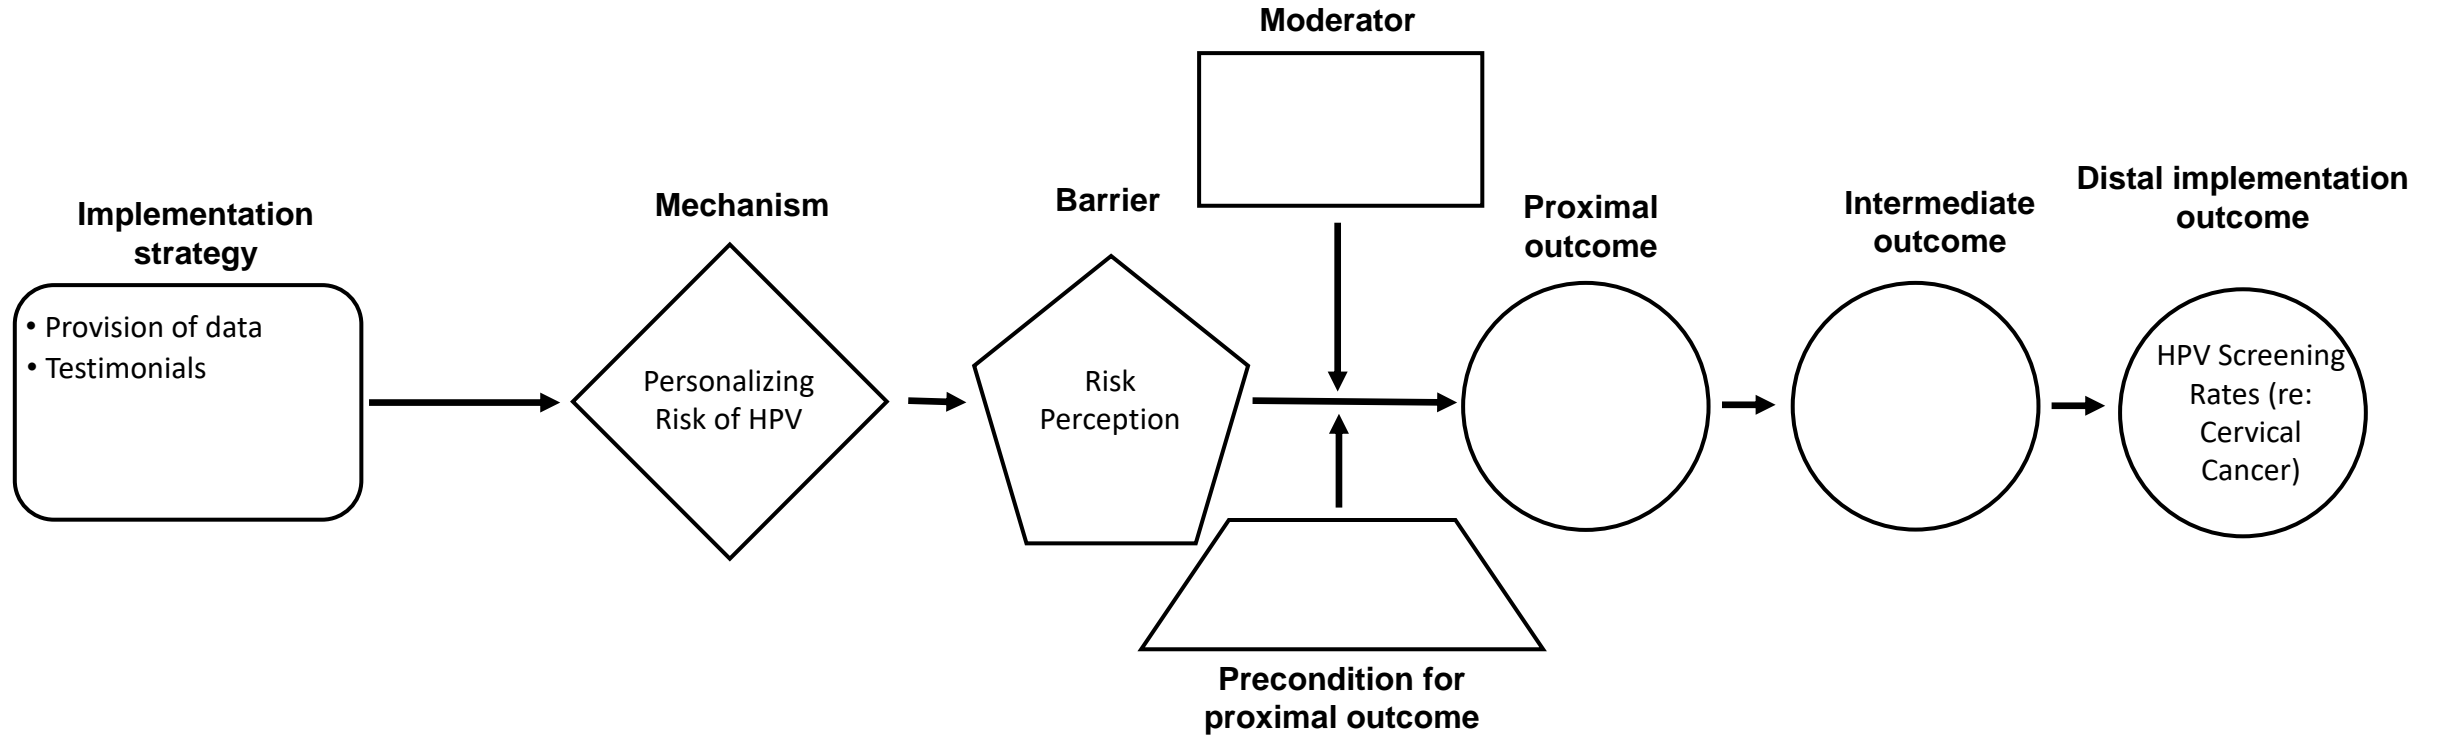 Moderator
Implementation
strategy
• Provision of data
• Testimonials
Mechanism
Personalizing
Risk of HPV
Barrier
Risk
Perception
Proximal
outcome
Intermediate
outcome
Distal implementation
outcome
HPV Screening
Rates (re:
Cervical
Cancer)
Precondition for
proximal outcome